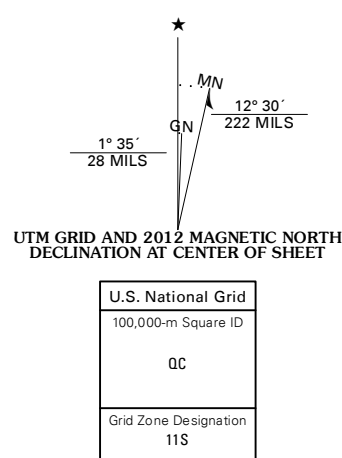 ★
MN
12° 30´
222 MILS
GN
1° 35´
28 MILS
UTM GRID AND 2012 MAGNETIC NORTH
DECLINATION AT CENTER OF SHEET
U.S. National Grid
100,000-m Square ID
QC
Grid Zone Designation
11S